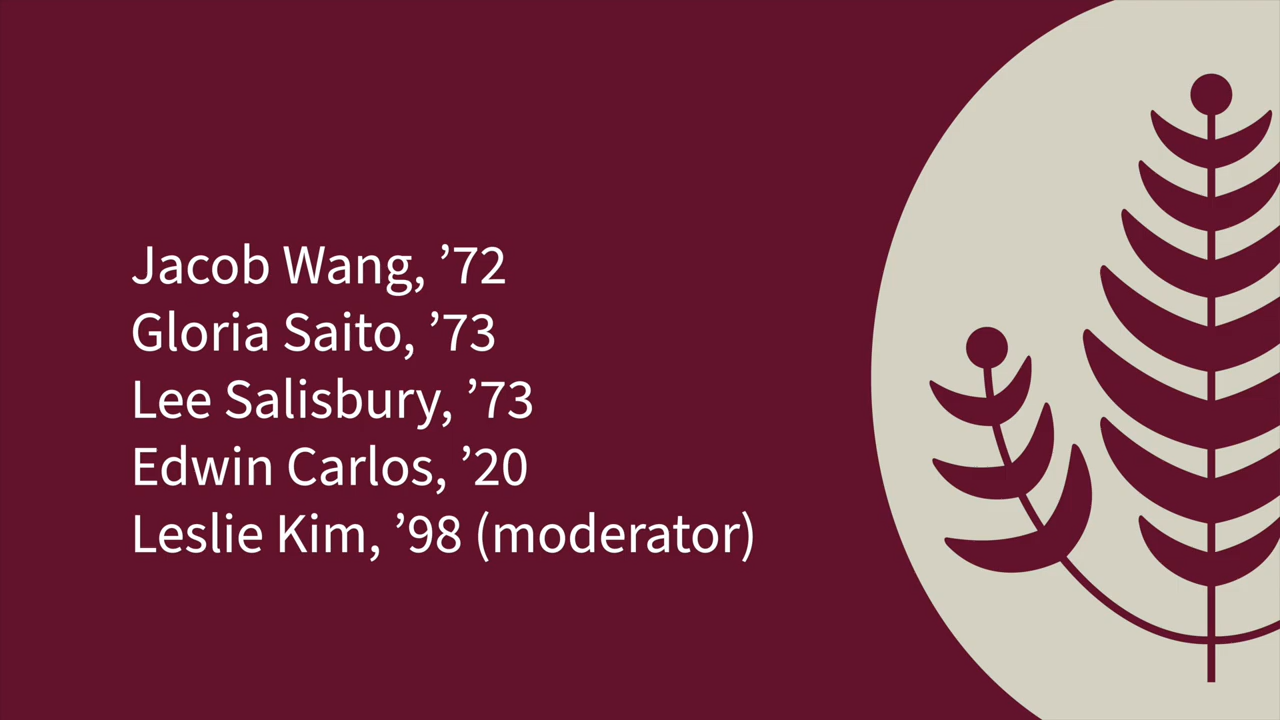 Jacob Wang, ’72
Gloria Saito, ’73
Lee Salisbury, ’73
Edwin Carlos, ’20
Leslie Kim, ’98 (moderator)